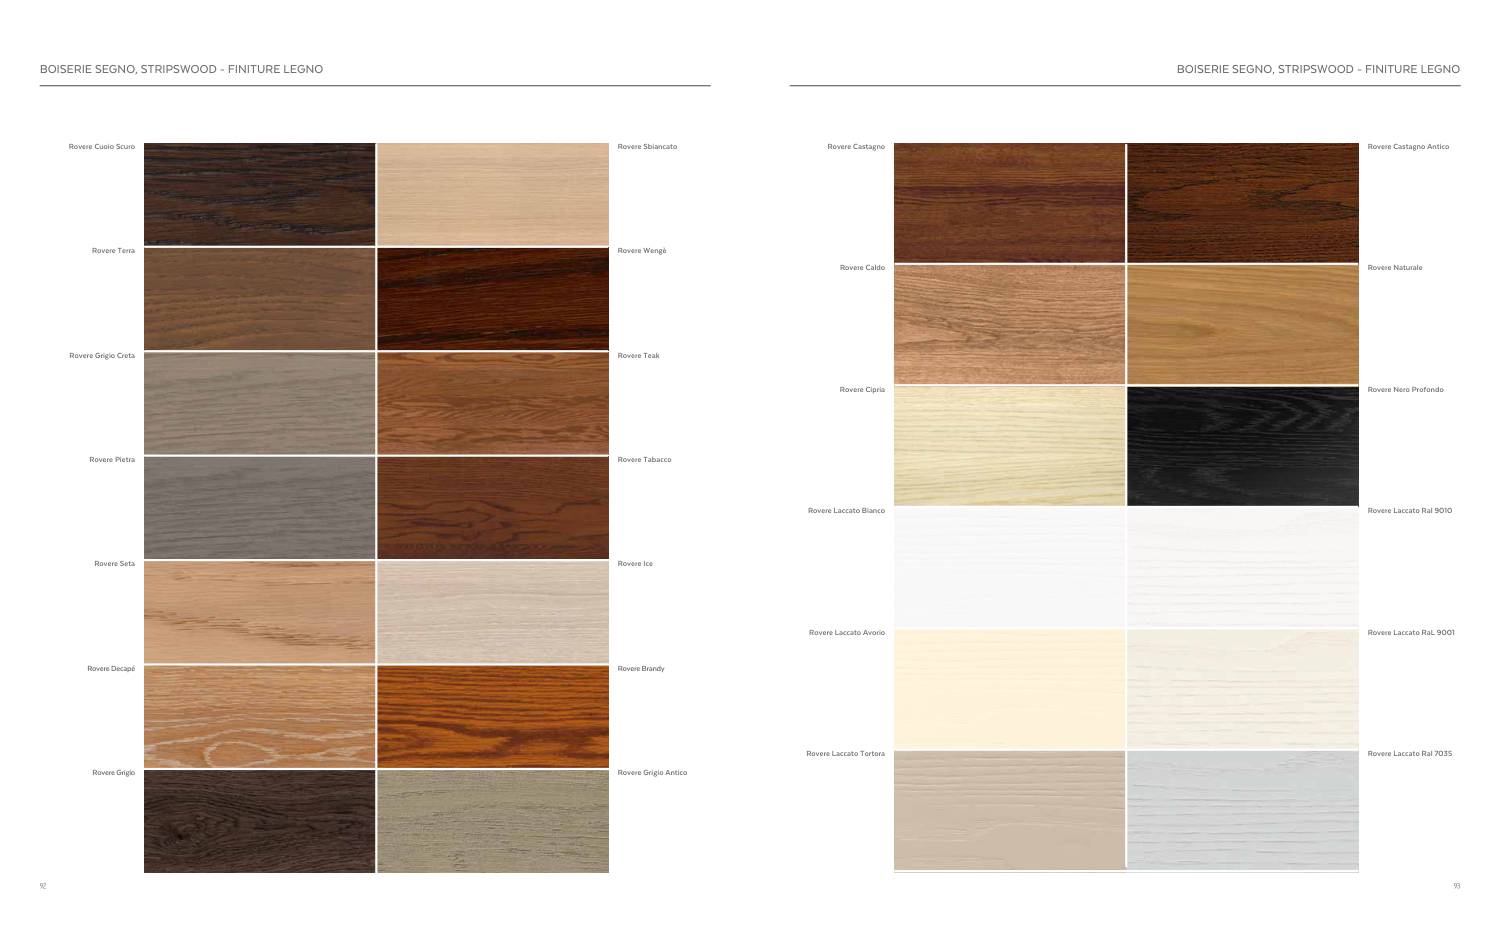 BOISERIE SEGNO, STRIPSWOOD - FINITURE LEGNO
Rovere Cuoio Scuro
Rovere Sbiancato
Rovere Terra
Rovere Wengè
Rovere Grigio Creta
Rovere Teak
Rovere Pietra
Rovere Tabacco
Rovere Seta
Rovere Ice
Rovere Decapé
Rovere Brandy
Rovere Grigio
Rovere Grigio Antico
92
BOISERIE SEGNO, STRIPSWOOD - FINITURE LEGNO
Rovere Castagno
Rovere Castagno Antico
Rovere Caldo
Rovere Naturale
Rovere Cipria
Rovere Nero Profondo
Rovere Laccato Bianco
Rovere Laccato Ral 9010
Rovere Laccato Avorio
Rovere Laccato RaL 9001
Rovere Laccato Tortora
Rovere Laccato Ral 7035
93